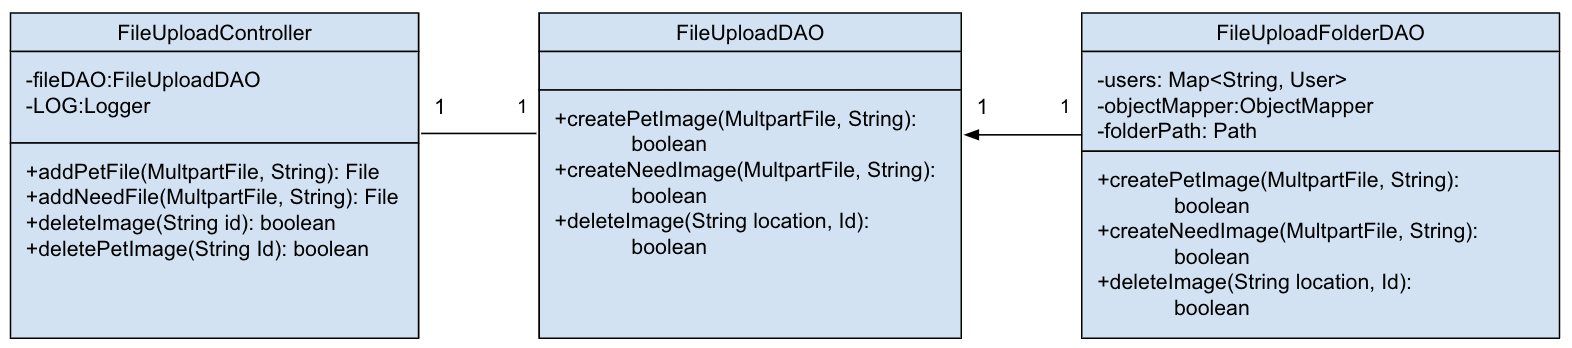 FileUploadController
-fileDAO:FileUploadDAO
-LOG:Logger
+addPetFile(MultpartFile, String): File
+addNeedFile(MultpartFile, String): File
+deleteImage(String id): boolean
+deletePetImage(String Id): boolean
1
1
FileUploadDAO
+createPetImage(MultpartFile, String):
boolean
+createNeedImage(MultpartFile, String):
boolean
+deleteImage(String location, Id):
boolean
1
1
FileUploadFolderDAO
-users: Map<String, User>
-objectMapper:ObjectMapper
-folderPath: Path
+createPetImage(MultpartFile, String):
boolean
+createNeedImage(MultpartFile, String):
boolean
+deleteImage(String location, Id):
boolean